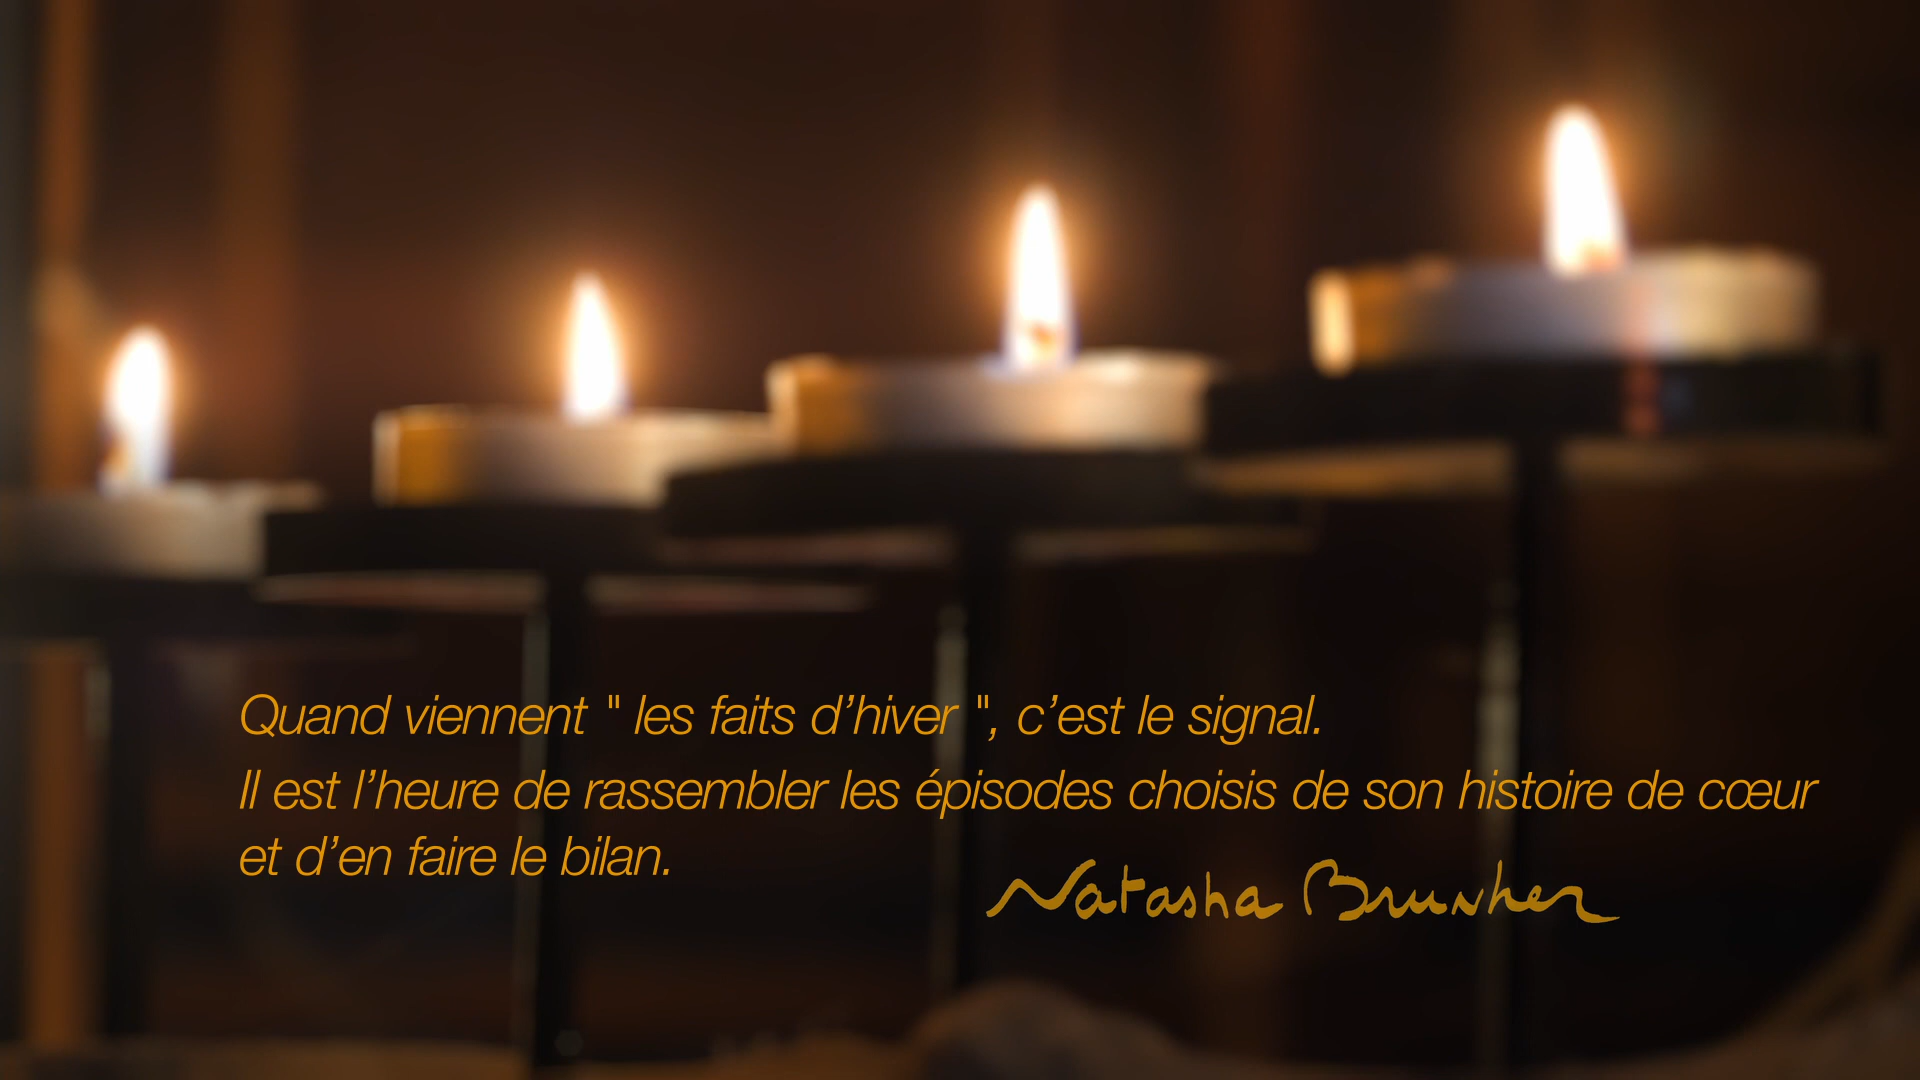 Quand viennent " les faits d’hiver ", c’est le signal.
Il est l’heure de rassembler les épisodes choisis de son histoire de cœur
et d’en faire le bilan.
Natasha Brunher